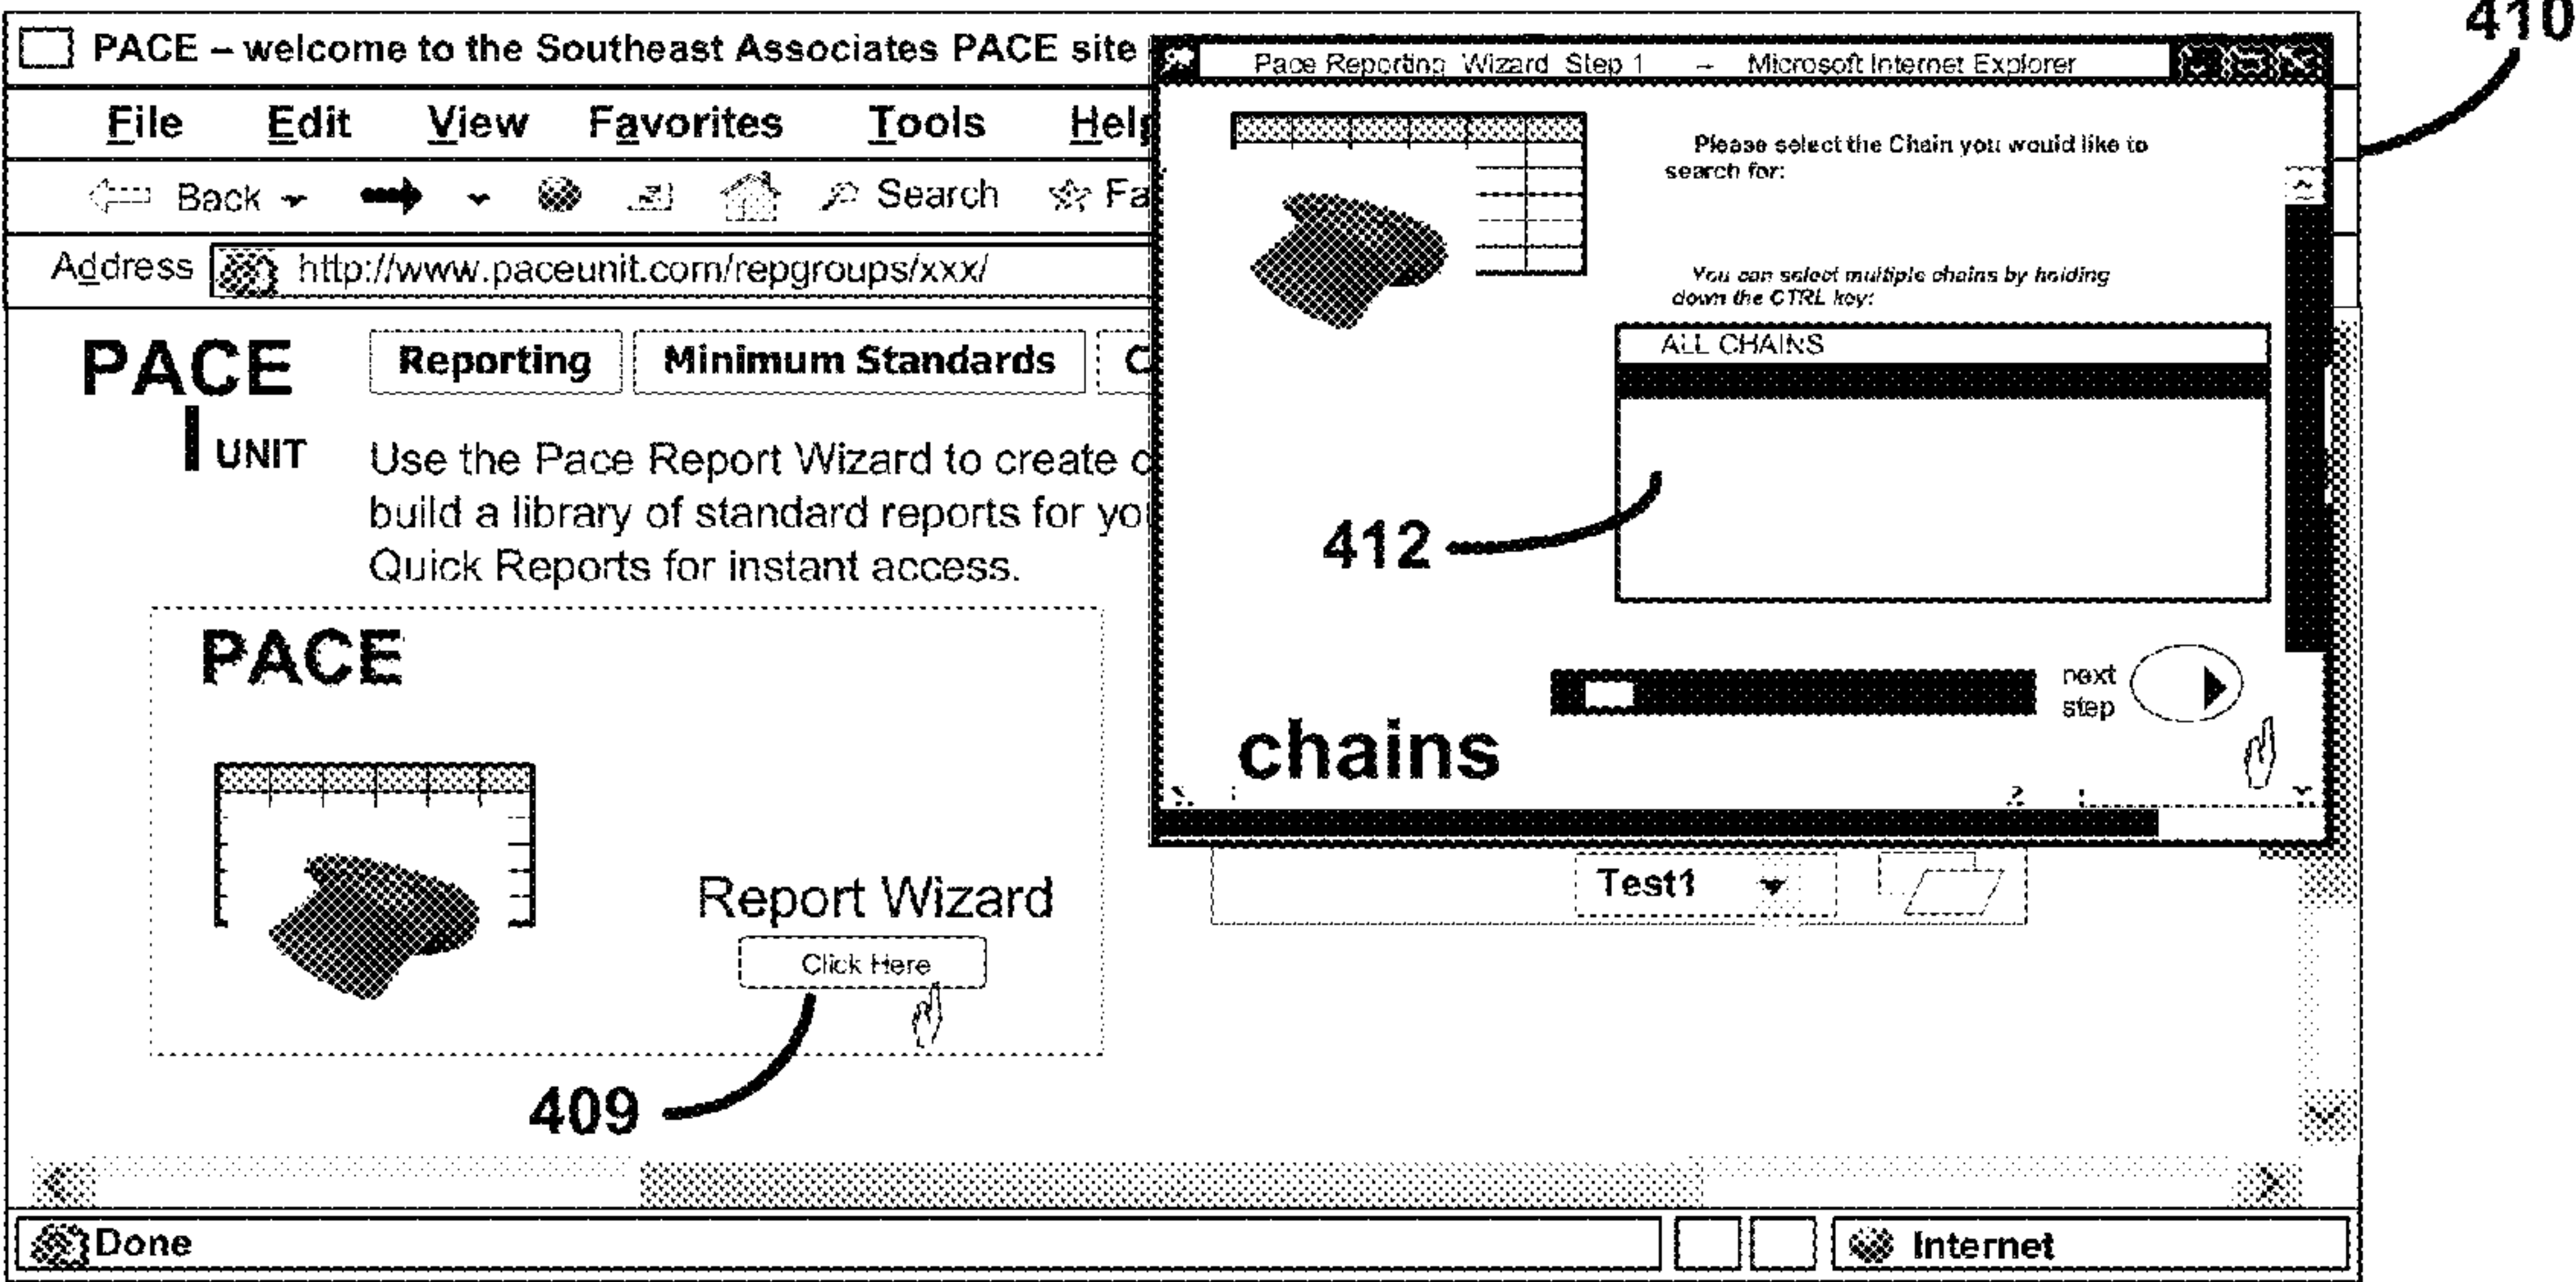 410
PACE – welcome to the Southeast Associates PACE site
Pace Reporting Wizard Step 1 – Microsoft Internet Explorer
File Edit View Favorites Tools Help
Back Search Fa
Address http://www.paceunit.com/repgroups/xxx/
Please select the Chain you would like to
search for:
You can select multiple chains by holding
down the CTRL key:
ALL CHAINS
412
next
step
chains
PACE
UNIT
Reporting Minimum Standards C
Use the Pace Report Wizard to create c
build a library of standard reports for you
Quick Reports for instant access.
PACE
Report Wizard
Click Here
409
Test1
Done
Internet